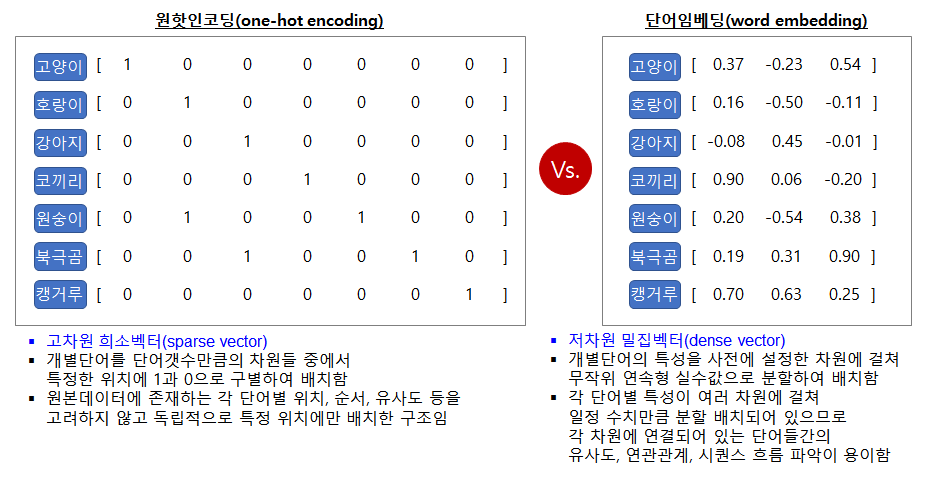 원핫인코딩(one-hot encoding)
고양이 [ 1 0 0 0 0 0 0 ]
호랑이 [ 0 1 0 0 0 0 0 ]
강아지 [ 0 0 1 0 0 0 0 ]
코끼리 [ 0 0 0 1 0 0 0 ]
원숭이 [ 0 1 0 0 1 0 0 ]
북극곰 [ 0 0 1 0 0 1 0 ]
캥거루 [ 0 0 0 0 0 0 1 ]
▪ 고차원 희소벡터(sparse vector)
▪ 개별단어를 단어갯수만큼의 차원들 중에서
특정한 위치에 1과 0으로 구별하여 배치함
▪ 원본데이터에 존재하는 각 단어별 위치, 순서, 유사도 등을
고려하지 않고 독립적으로 특정 위치에만 배치한 구조임
Vs.
단어임베딩(word embedding)
고양이 [ 0.37 -0.23 0.54 ]
호랑이 [ 0.16 -0.50 -0.11 ]
강아지 [ -0.08 0.45 -0.01 ]
코끼리 [ 0.90 0.06 -0.20 ]
원숭이 [ 0.20 -0.54 0.38 ]
북극곰 [ 0.19 0.31 0.90 ]
캥거루 [ 0.70 0.63 0.25 ]
▪ 저차원 밀집벡터(dense vector)
▪ 개별단어의 특성을 사전에 설정한 차원에 걸쳐
무작위 연속형 실수값으로 분할하여 배치함
▪ 각 단어별 특성이 여러 차원에 걸쳐
일정 수치만큼 분할 배치되어 있으므로
각 차원에 연결되어 있는 단어들간의
유사도, 연관관계, 시퀀스 흐름 파악이 용이함